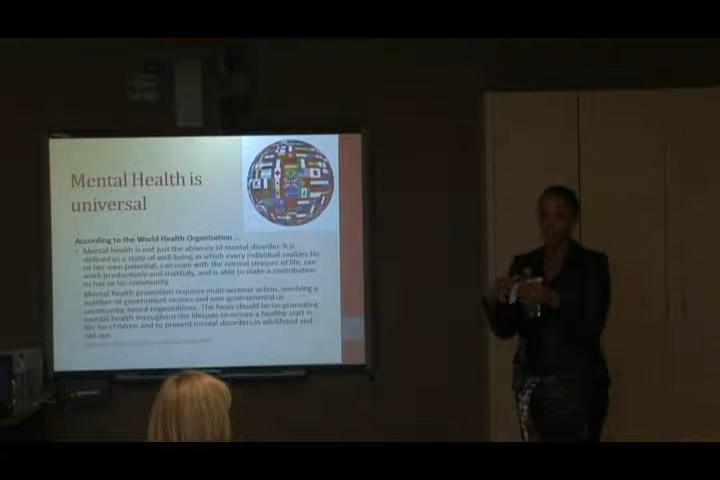 Mental Health is
universal
According to the World Health Organization …
• Mental health is not just the absence of mental disorder. It is
defined as a state of well-being in which every individual realizes his
or her own potential, can cope with the normal stresses of life, can
work productively and fruitfully, and is able to make a contribution
to his or her community.
Mental health promotion requires multi-sectoral action, involving a
number of government sectors and non-governmental or
community-based organizations. The focus should be on promoting
mental health throughout the lifespan to ensure a healthy start in
life for children and to prevent mental disorders in adulthood and
old age.